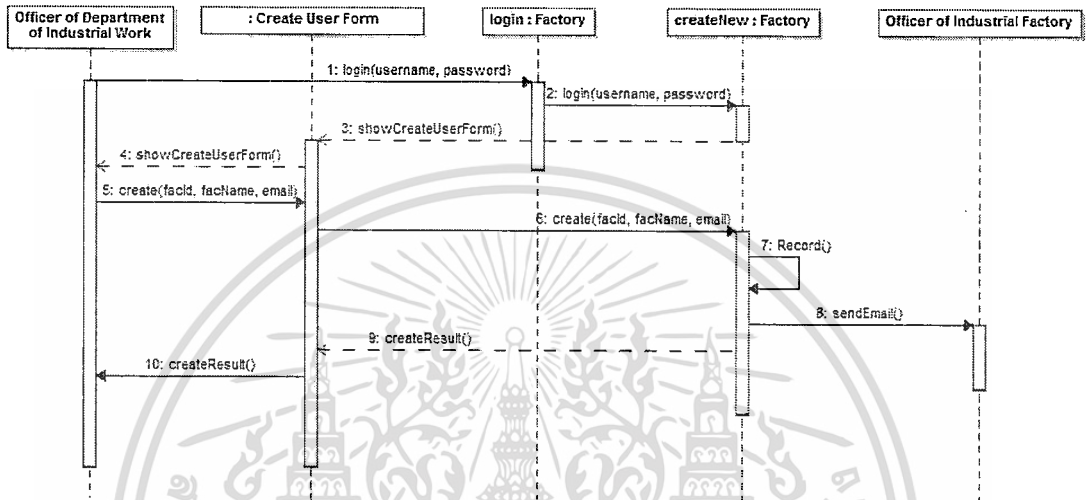 Officer of Department
of Industrial Work
: Create User Form
login : Factory
createNew : Factory
Officer of Industrial Factory
1: login(username, password)
2: login(username, password)
3: showCreateUserForm()
4: showCreateUserForm()
5: create(facId, facName, email)
6: create(facId, facName, email)
7: Record()
8: sendEmail()
9: createResult()
10: createResult()